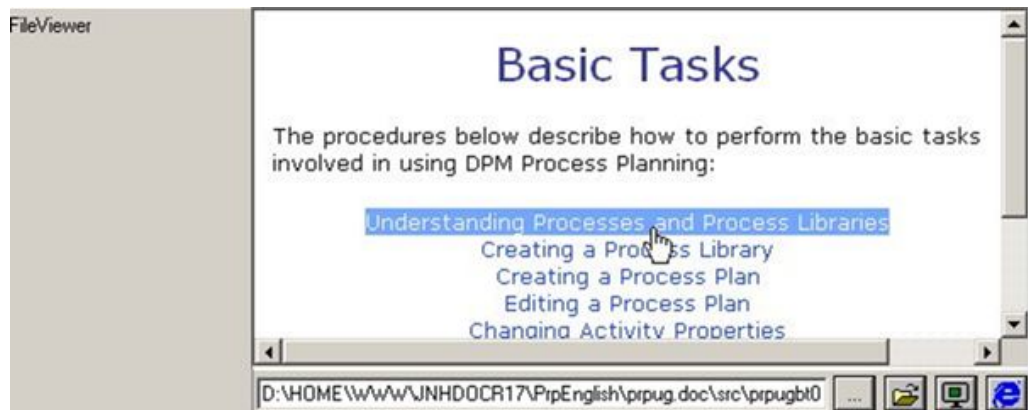 FileViewer
Basic Tasks
The procedures below describe how to perform the basic tasks
involved in using DPM Process Planning:
Understanding Processes and Process Libraries
Creating a Process Library
Creating a Process Plan
Editing a Process Plan
Changing Activity Properties
D:\HOME\WWW\JNHDOCR17\PrpEnglish\prpug.doc\src\prpugbt0 ...